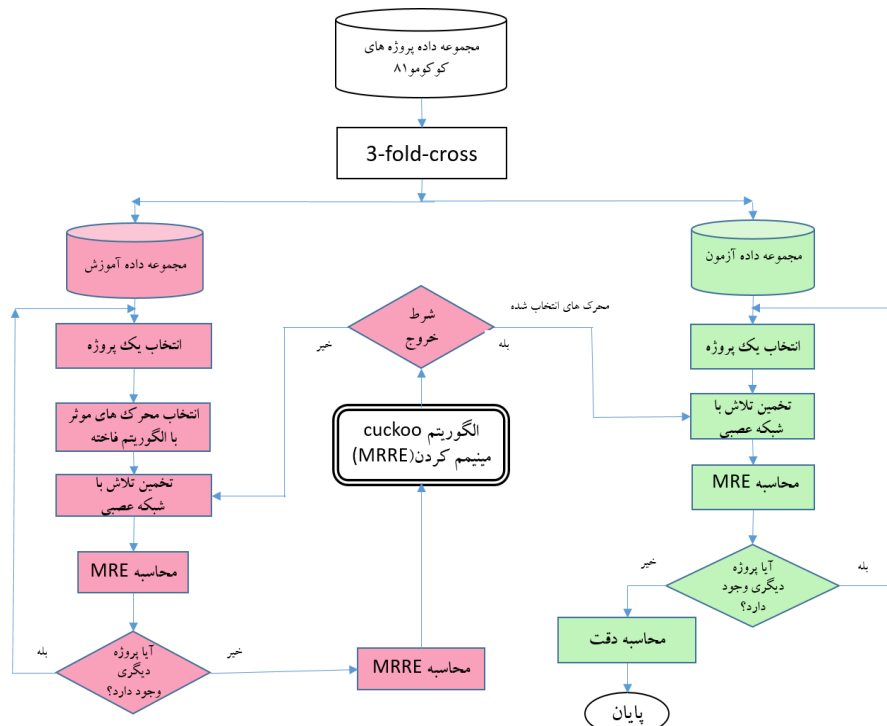 مجموعه داده پروژه های
کوکومو۸۱
3-fold-cross
مجموعه داده آموزش
انتخاب یک پروژه
انتخاب محرک های موثر
با الگوریتم فاخته
تخمین تلاش با
شبکه عصبی
محاسبه MRE
آیا پروژه
دیگری
وجود دارد؟
بله
خیر
محاسبه MRRE
الگوریتم cuckoo
مینیمم کردن(MRRE)
شرط
خروج
خیر
بله
محرک های انتخاب شده
مجموعه داده آزمون
انتخاب یک پروژه
تخمین تلاش با
شبکه عصبی
محاسبه MRE
آیا پروژه
دیگری وجود
دارد؟
بله
خیر
محاسبه دقت
پایان